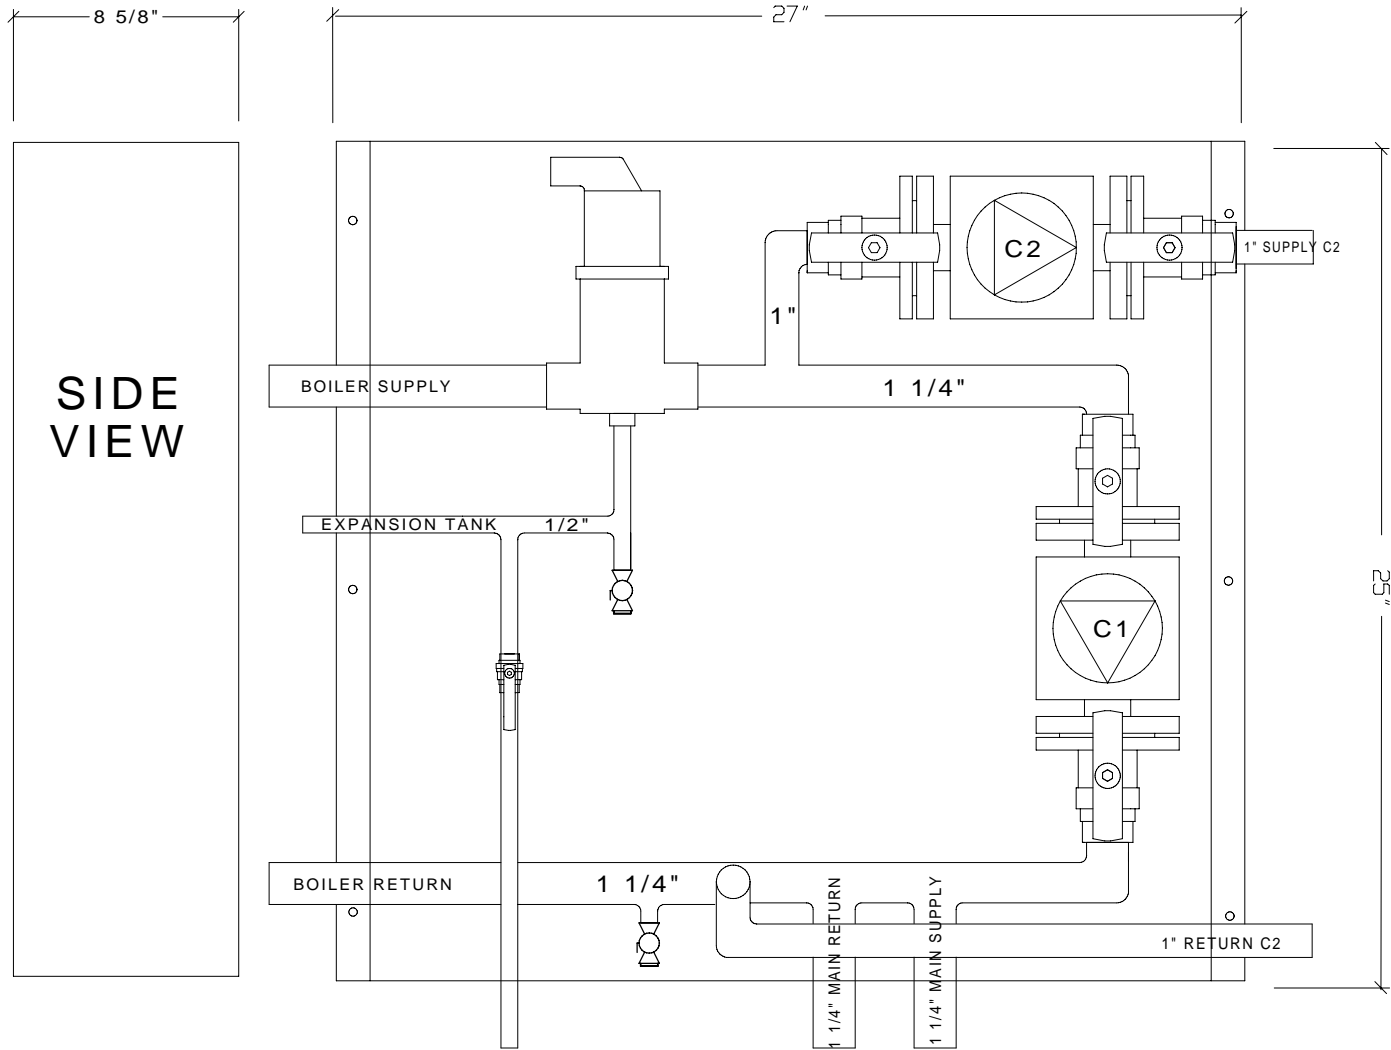 8 5/8"
27"
C2
1" SUPPLY C2
1"
BOILER SUPPLY
1 1/4"
SIDE
VIEW
EXPANSION TANK
1/2"
25"
C1
BOILER RETURN
1 1/4"
1 1/4" MAIN RETURN
1 1/4" MAIN SUPPLY
1" RETURN C2